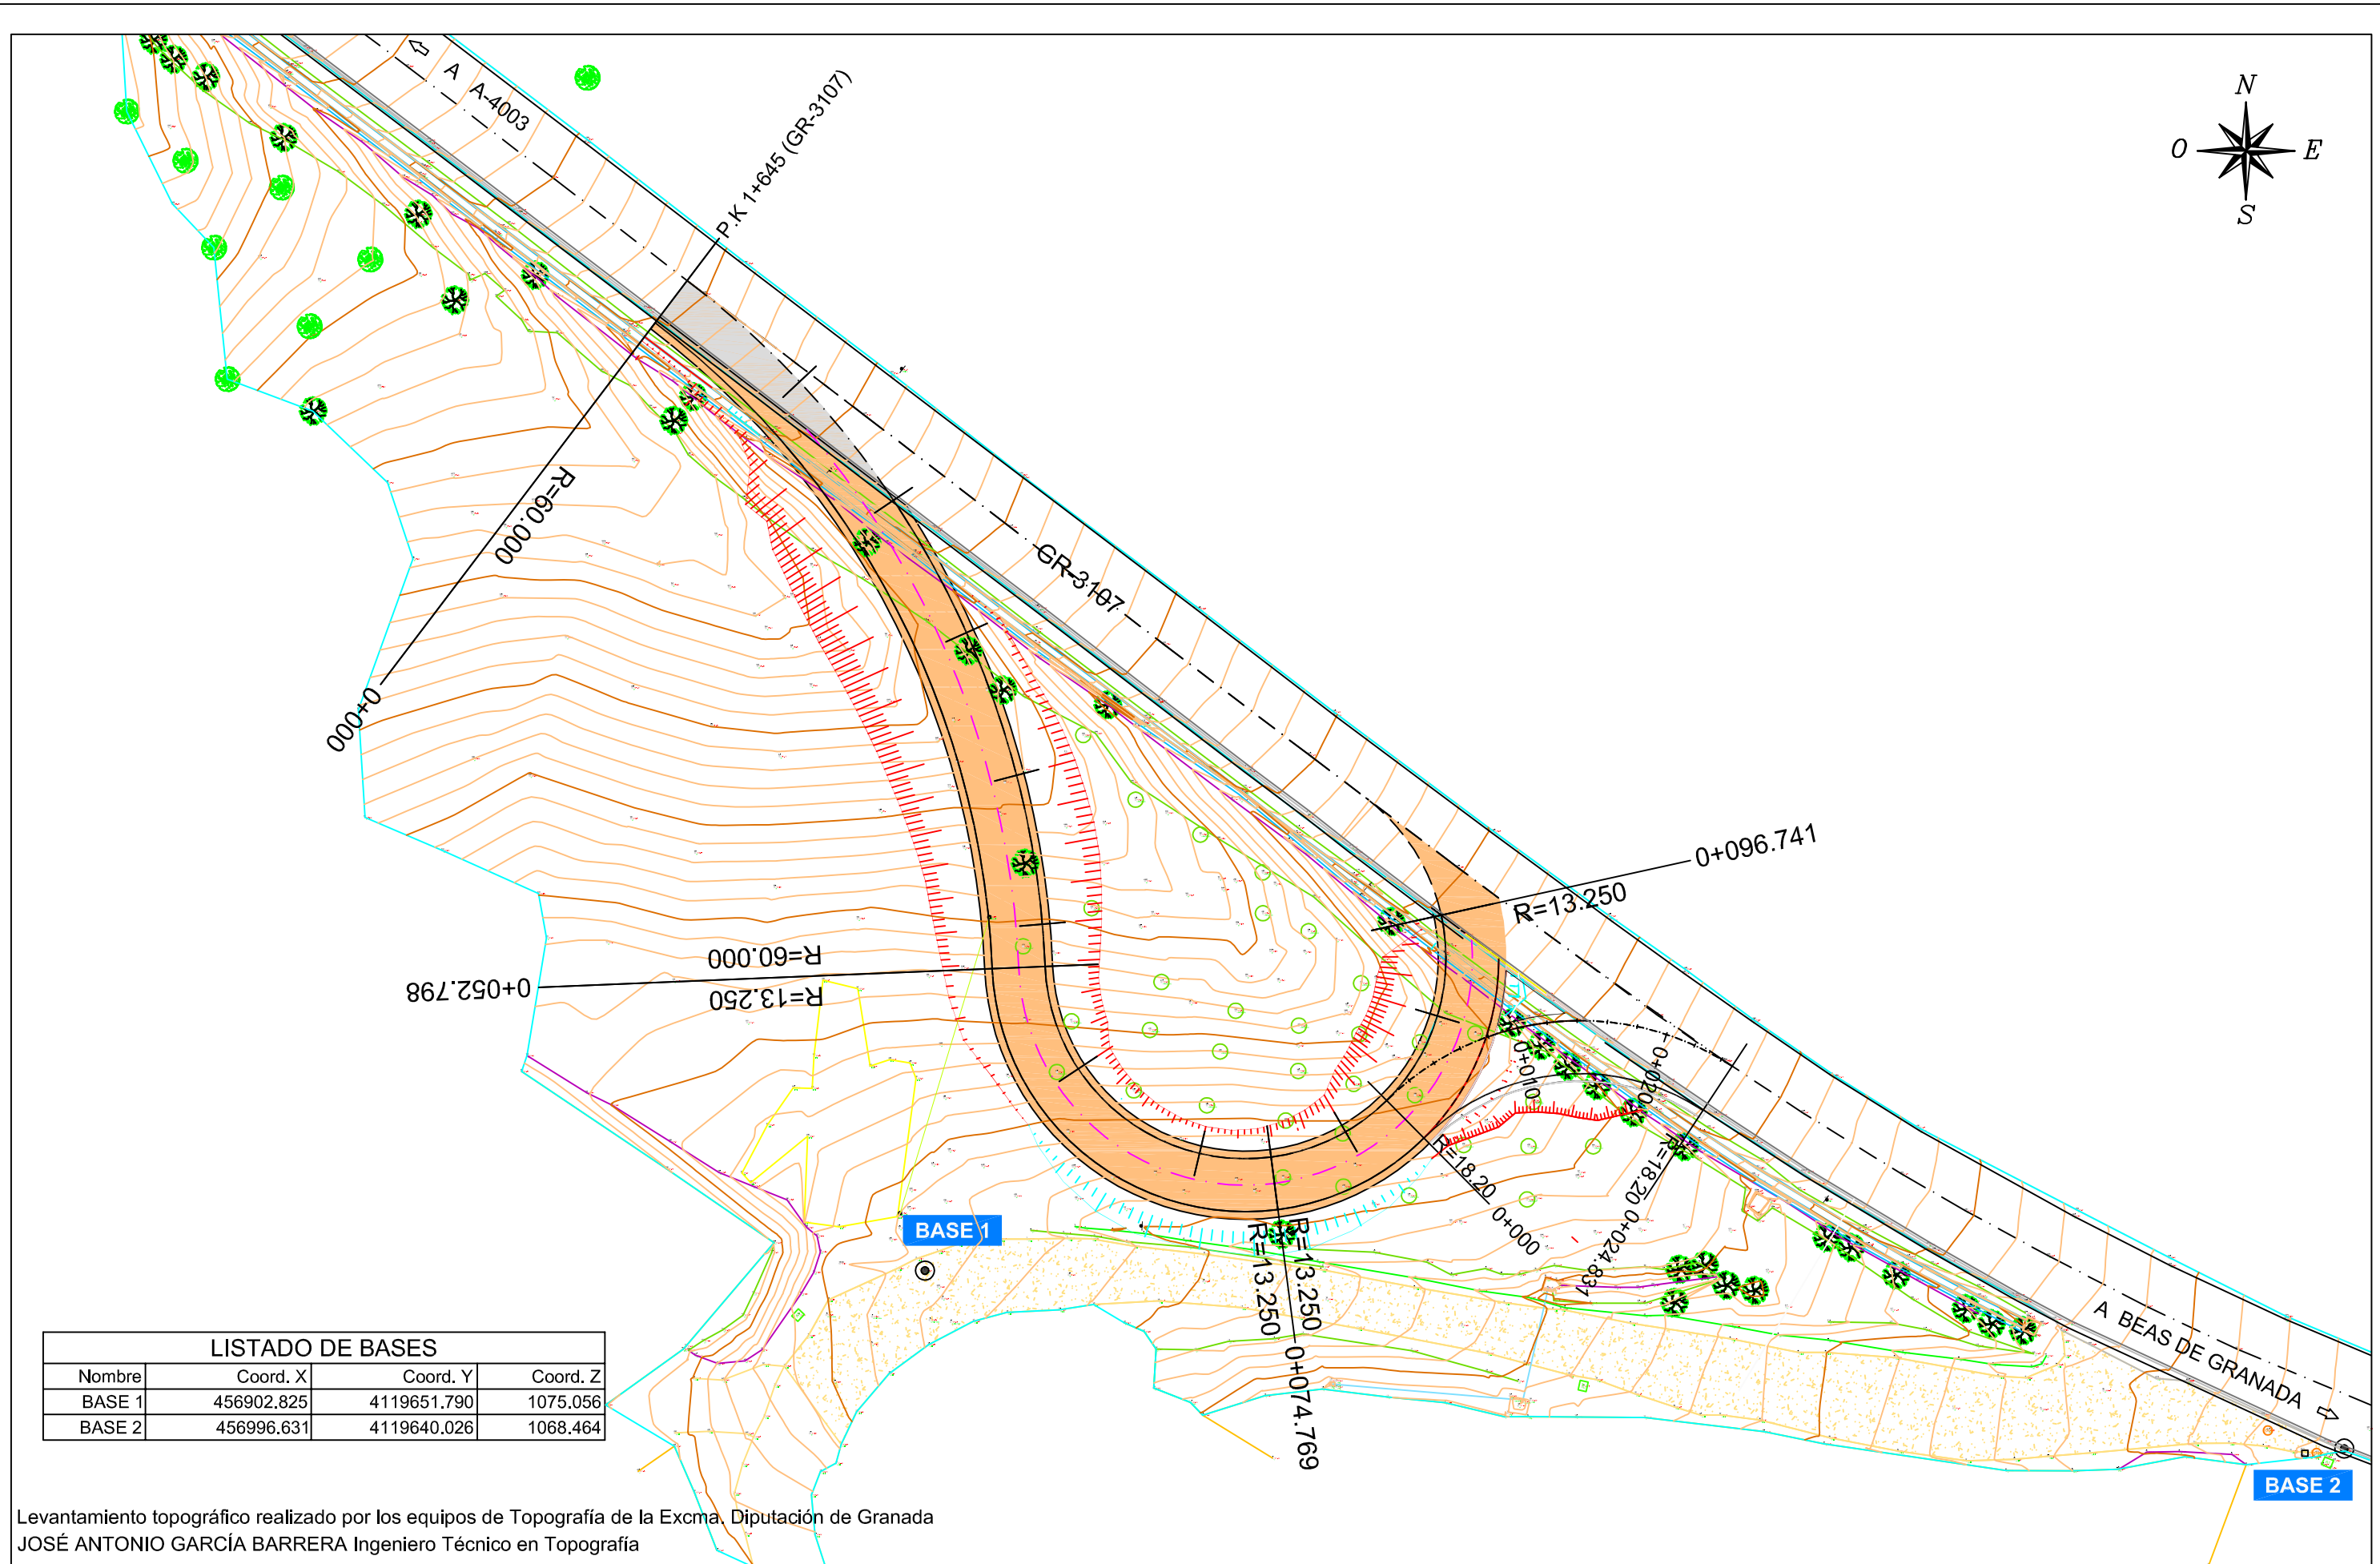 A A-4003
P.K 1+645 (GR-3107)
N
O
E
S
R=60.000
0+000
GR-3107
0+096.741
R=13.250
R=60.000
0+052.798
R=13.250
0+010
0+020
R=18.20
R=18.20
0+000
0+024.831
BASE 1
R=13.250
R=13.250
0+074.769
A BEAS DE GRANADA
BASE 2
LISTADO DE BASES
Nombre Coord. X Coord. Y Coord. Z
BASE 1 456902.825 4119651.790 1075.056
BASE 2 456996.631 4119640.026 1068.464
Levantamiento topográfico realizado por los equipos de Topografía de la Excma. Diputación de Granada
JOSÉ ANTONIO GARCÍA BARRERA Ingeniero Técnico en Topografía